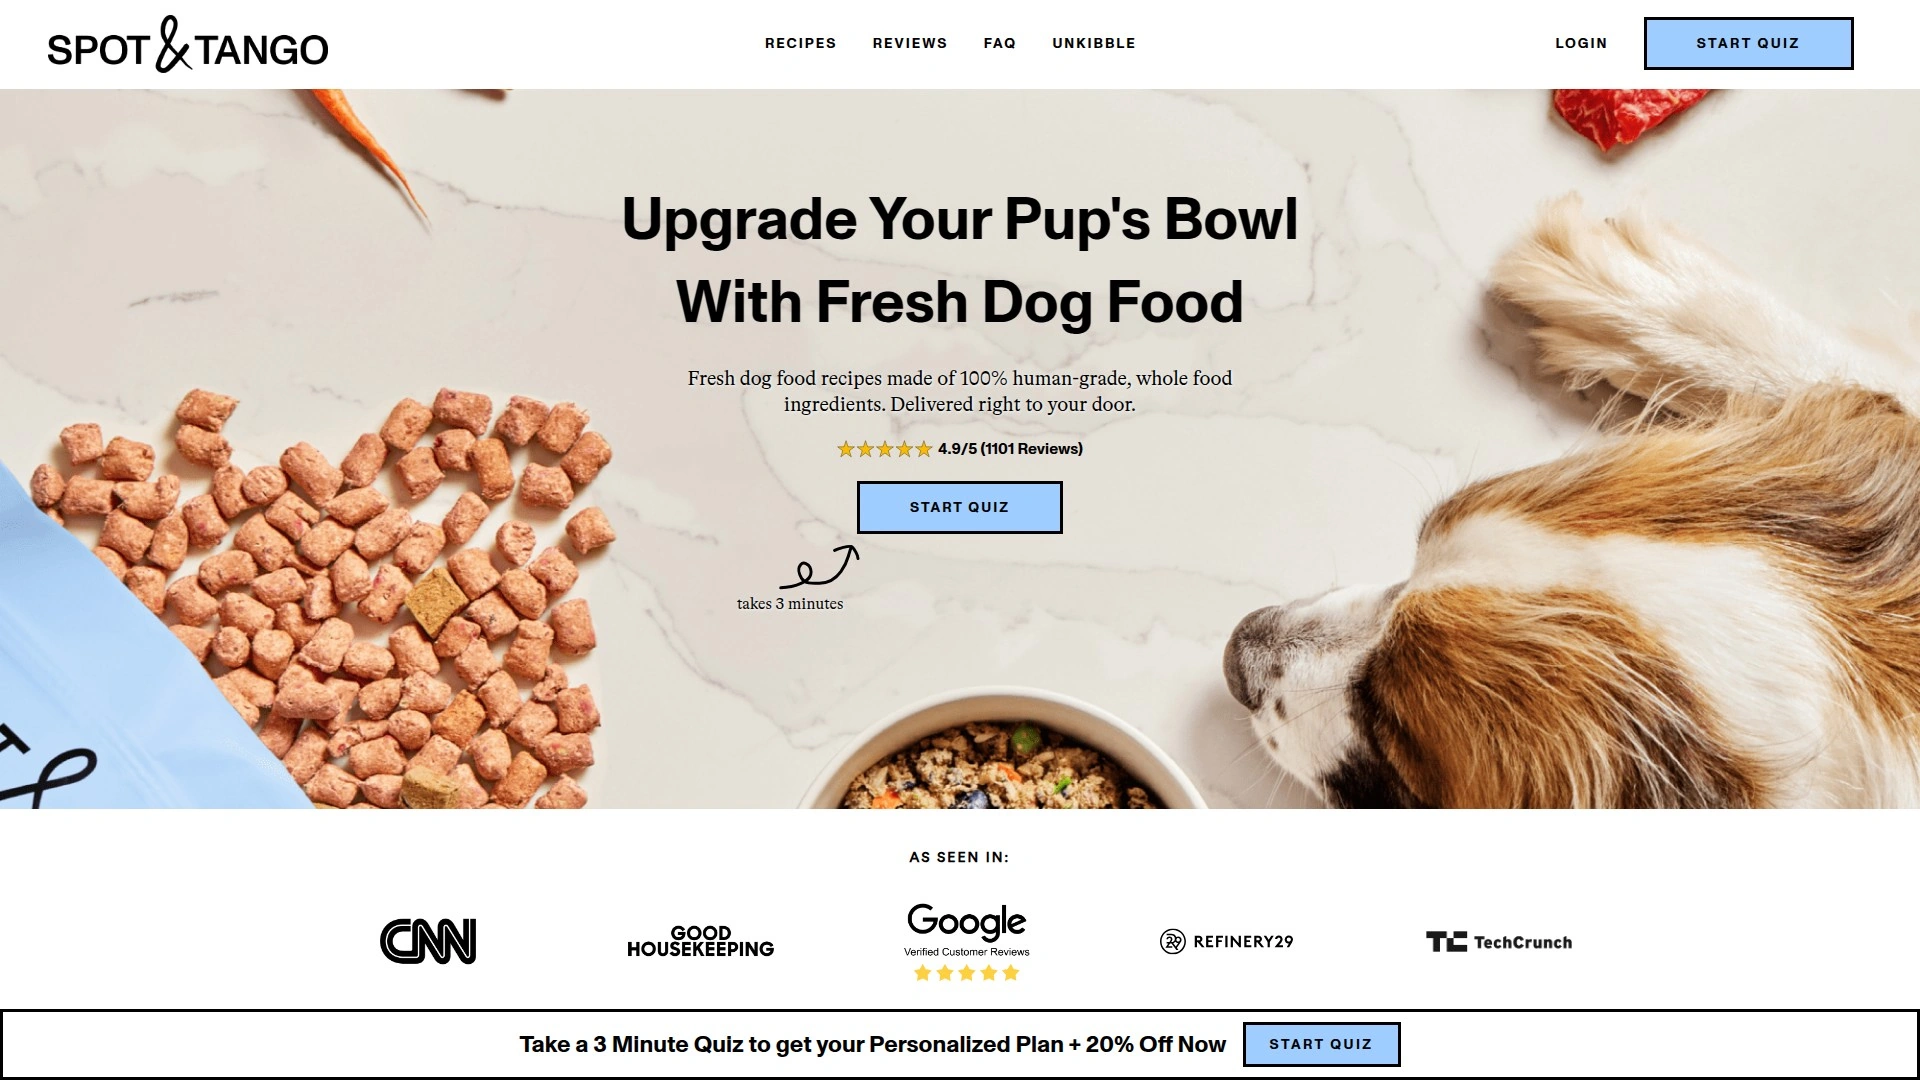 SPOT & TANGO
RECIPES
REVIEWS
FAQ
UNKIBBLE
LOGIN
START QUIZ
Upgrade Your Pup's Bowl
With Fresh Dog Food
Fresh dog food recipes made of 100% human-grade, whole food
ingredients. Delivered right to your door.
4.9/5 (1101 Reviews)
START QUIZ
takes 3 minutes
T &
AS SEEN IN:
CNN
GOOD
HOUSEKEEPING
Google
Verified Customer Reviews
R29 REFINERY29
TC TechCrunch
Take a 3 Minute Quiz to get your Personalized Plan + 20% Off Now
START QUIZ